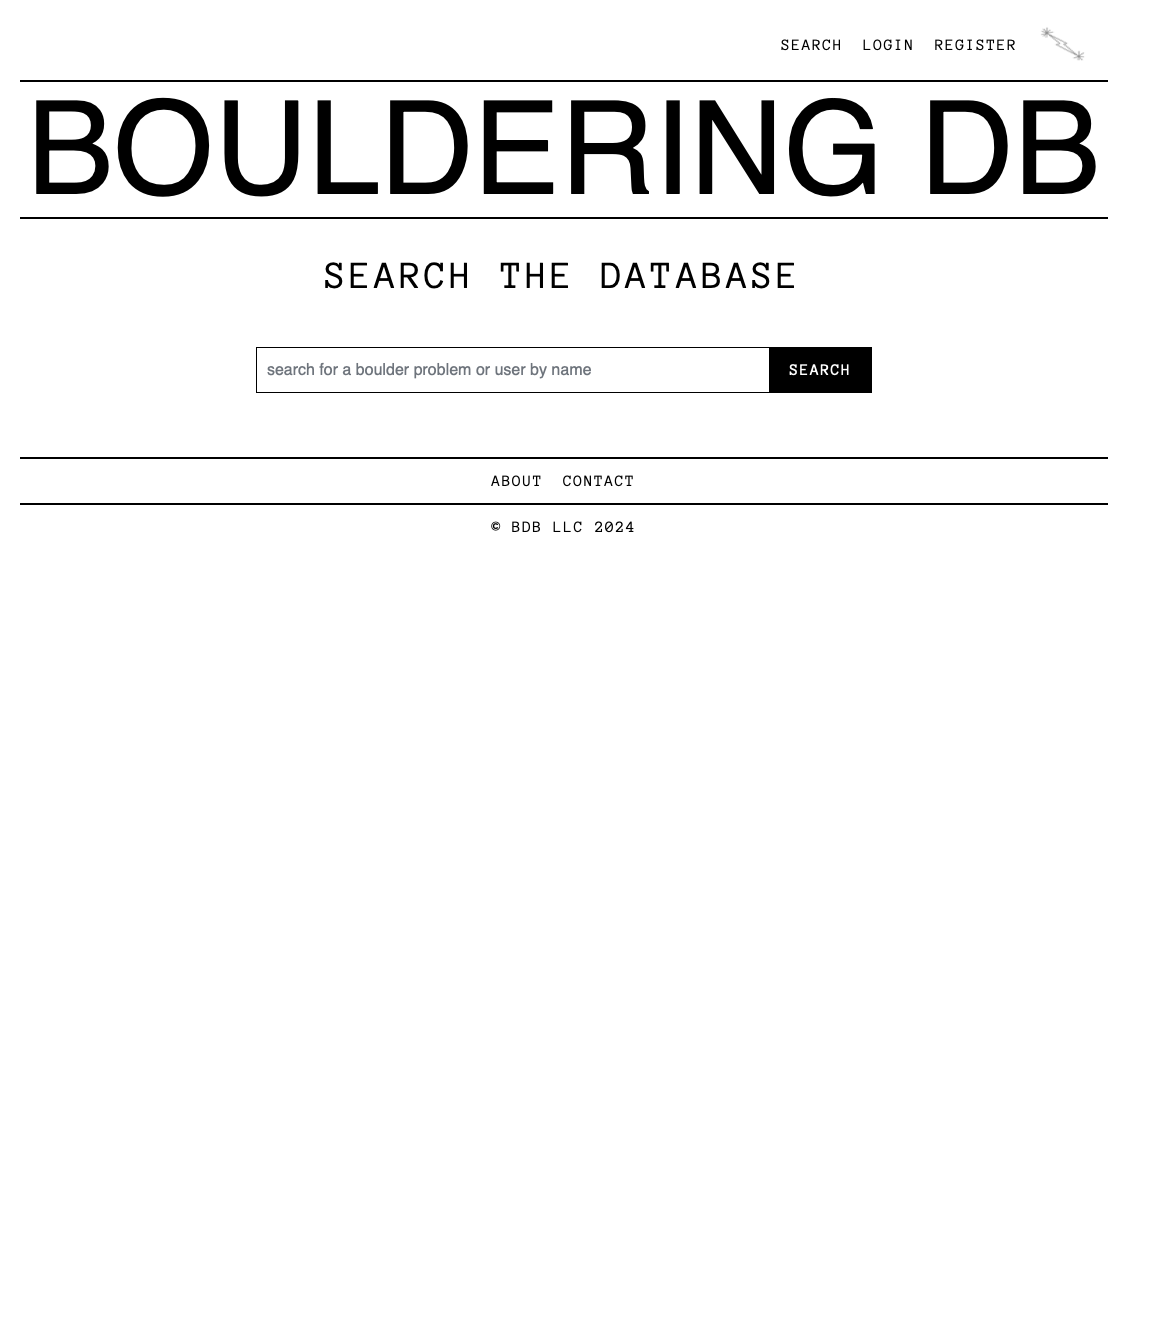 SEARCH LOGIN REGISTER
BOULDERING DB
SEARCH THE DATABASE
search for a boulder problem or user by name SEARCH
ABOUT CONTACT
© BDB LLC 2024